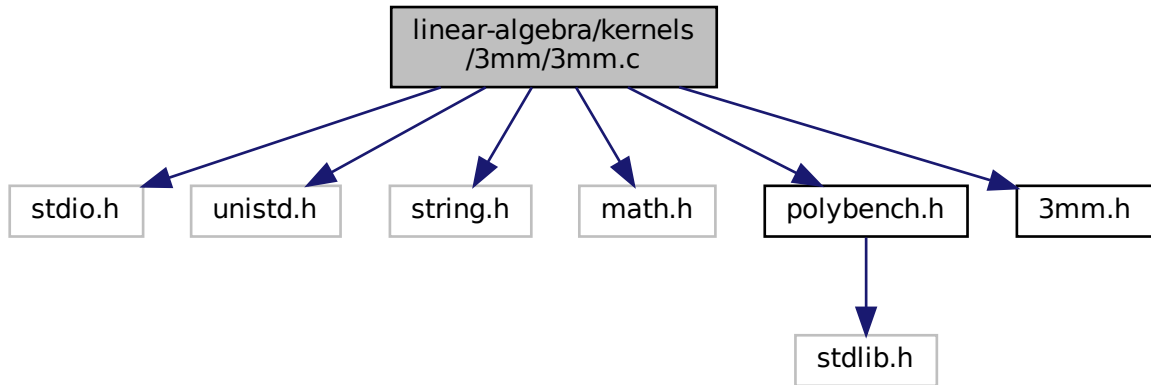 linear-algebra/kernels
/3mm/3mm.c
stdio.h
unistd.h
string.h
math.h
polybench.h
3mm.h
stdlib.h